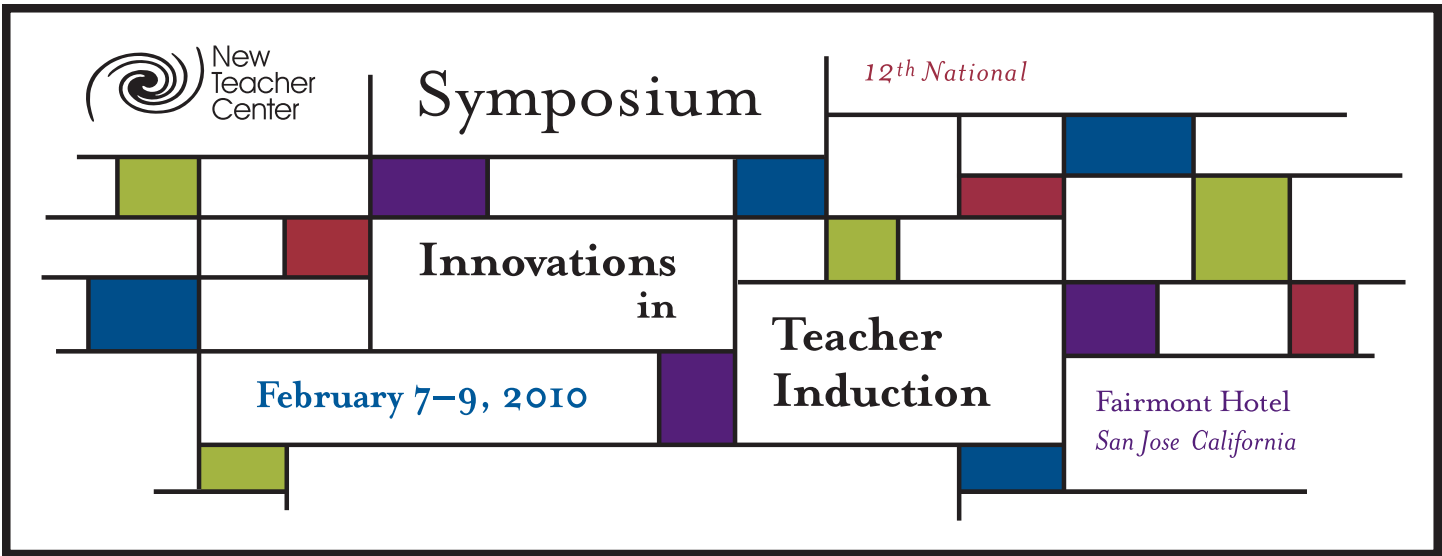 New
Teacher
Center
Symposium
12th National
Innovations
in
Teacher
Induction
February 7–9, 2010
Fairmont Hotel
San Jose California